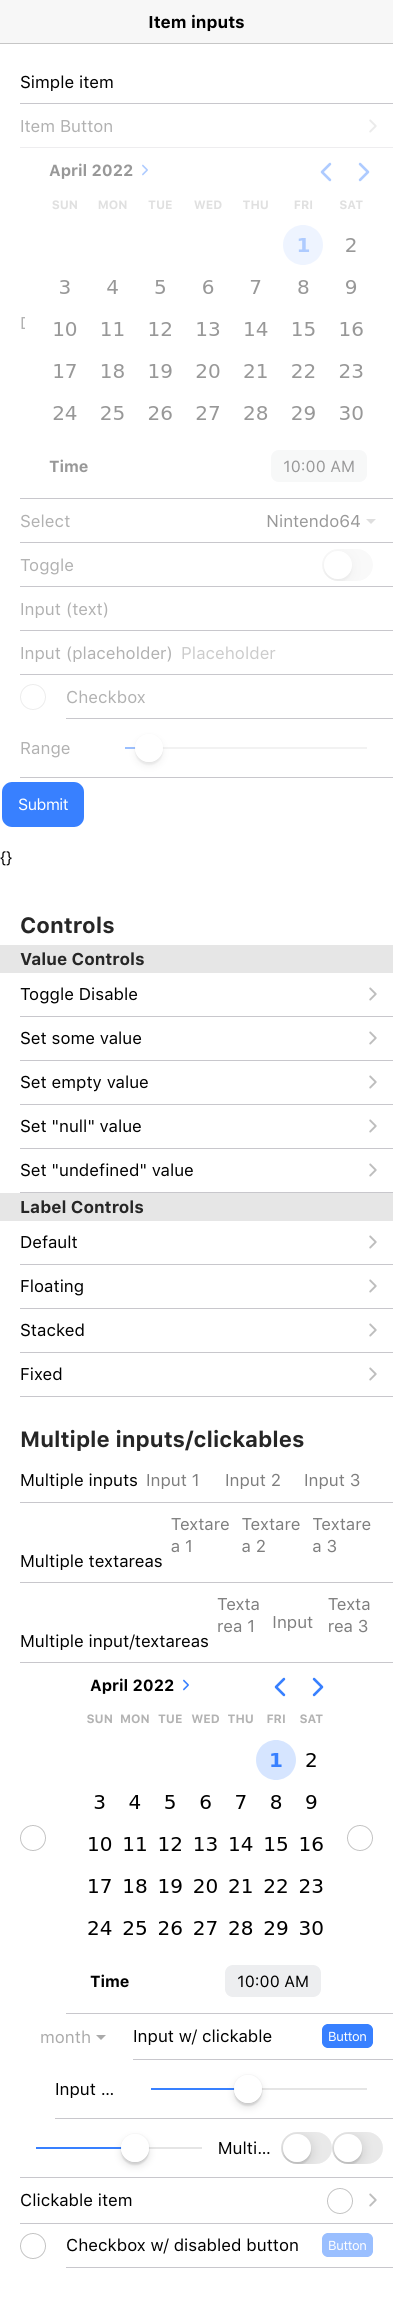 Item inputs
Simple item
Item Button
April 2022
SUN MON TUE WED THU FRI SAT
1 2
3 4 5 6 7 8 9
10 11 12 13 14 15 16
17 18 19 20 21 22 23
24 25 26 27 28 29 30
Time 10:00 AM
Select Nintendo64
Toggle
Input (text)
Input (placeholder) Placeholder
Checkbox
Range
Submit
{}
Controls
Value Controls
Toggle Disable
Set some value
Set empty value
Set "null" value
Set "undefined" value
Label Controls
Default
Floating
Stacked
Fixed
Multiple inputs/clickables
Multiple inputs Input 1 Input 2 Input 3
Textare Textare Textare
a 1 a 2 a 3
Multiple textareas
Texta Texta
rea 1 Input rea 3
Multiple input/textareas
April 2022
SUN MON TUE WED THU FRI SAT
1 2
3 4 5 6 7 8 9
10 11 12 13 14 15 16
17 18 19 20 21 22 23
24 25 26 27 28 29 30
Time 10:00 AM
month Input w/ clickable Button
Input ...
Multi...
Clickable item
Checkbox w/ disabled button Button